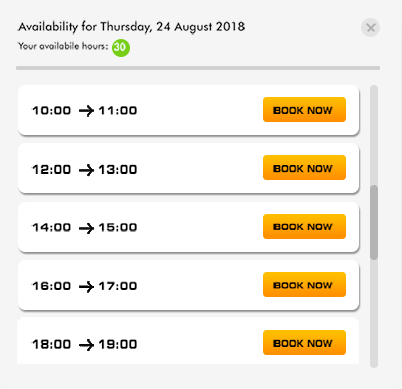 Availability for Thursday, 24 August 2018
Your availabile hours: 30
10:00 → 11:00 BOOK NOW
12:00 → 13:00 BOOK NOW
14:00 → 15:00 BOOK NOW
16:00 → 17:00 BOOK NOW
18:00 → 19:00 BOOK NOW